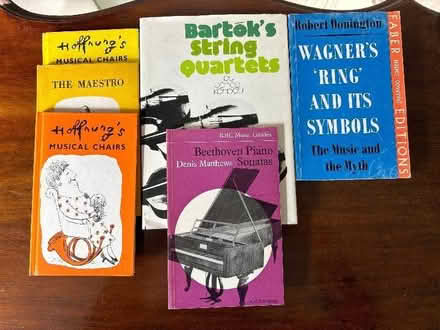 Hoffnung's
MUSICAL CHAIRS
THE MAESTRO
Hoffnung's
MUSICAL CHAIRS
Bartók's
String
Quartets
BBC Music Guides
Beethoven Piano
Denis Matthews Sonatas
Robert Donington
WAGNER'S
'RING'
AND ITS
SYMBOLS
The Music and
the Myth
FABER
EDITIONS